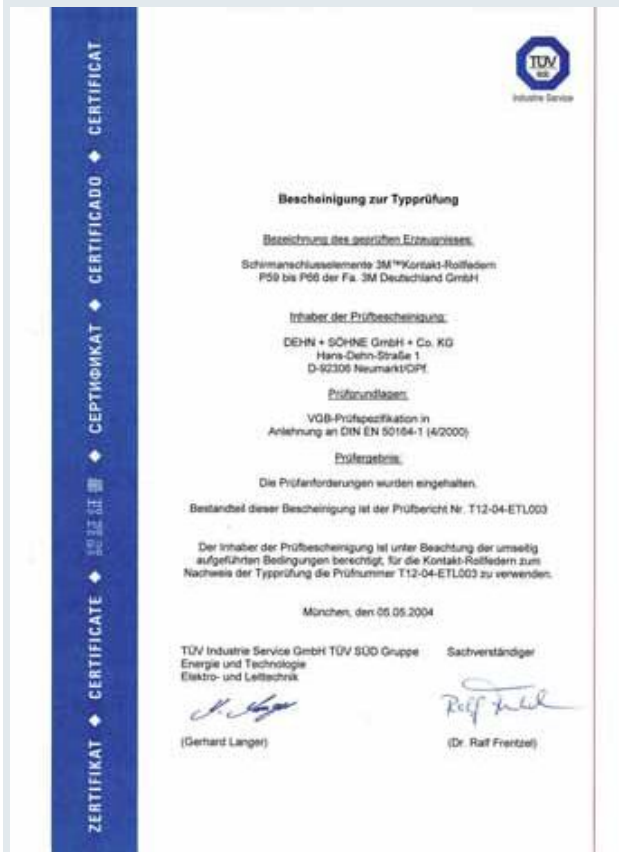 TÜV
SÜD
Industrie Service
Bescheinigung zur Typprüfung
Bezeichnung des geprüften Erzeugnisses:
Schirmanschlusselemente 3M™Kontakt-Rollfedern
P59 bis P66 der Fa. 3M Deutschland GmbH
Inhaber der Prüfbescheinigung:
DEHN + SÖHNE GmbH + Co. KG
Hans-Dehn-Straße 1
D-92306 Neumarkt/OPf.
Prüfgrundlagen:
VGB-Prüfspezifikation in
Anlehnung an DIN EN 50164-1 (4/2000)
Prüfergebnis:
Die Prüfanforderungen wurden eingehalten.
Bestandteil dieser Bescheinigung ist der Prüfbericht Nr. T12-04-ETL003
Der Inhaber der Prüfbescheinigung ist unter Beachtung der umseitig
aufgeführten Bedingungen berechtigt, für die Kontakt-Rollfedern zum
Nachweis der Typprüfung die Prüfnummer T12-04-ETL003 zu verwenden.
München, den 05.05.2004
TÜV Industrie Service GmbH TÜV SÜD Gruppe
Energie und Technologie
Elektro- und Leittechnik
Sachverständiger
(Gerhard Langer)
(Dr. Ralf Frentzel)
ZERTIFIKAT ◆ CERTIFICATE ◆ 認証証書 ◆ СЕРТИФИКАТ ◆ CERTIFICADO ◆ CERTIFICAT